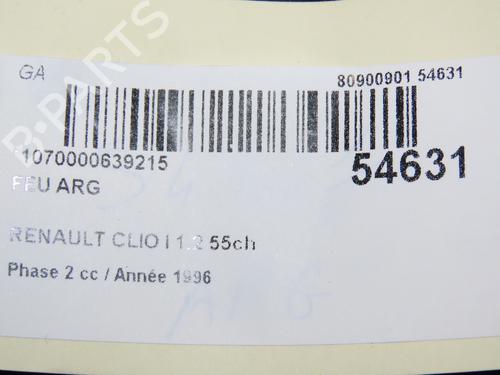 GA
80900901 54631
1070000639215
54631
FEU ARG
RENAULT CLIO I 1.2 55ch
Phase 2 cc / Année 1996
B-PARTS